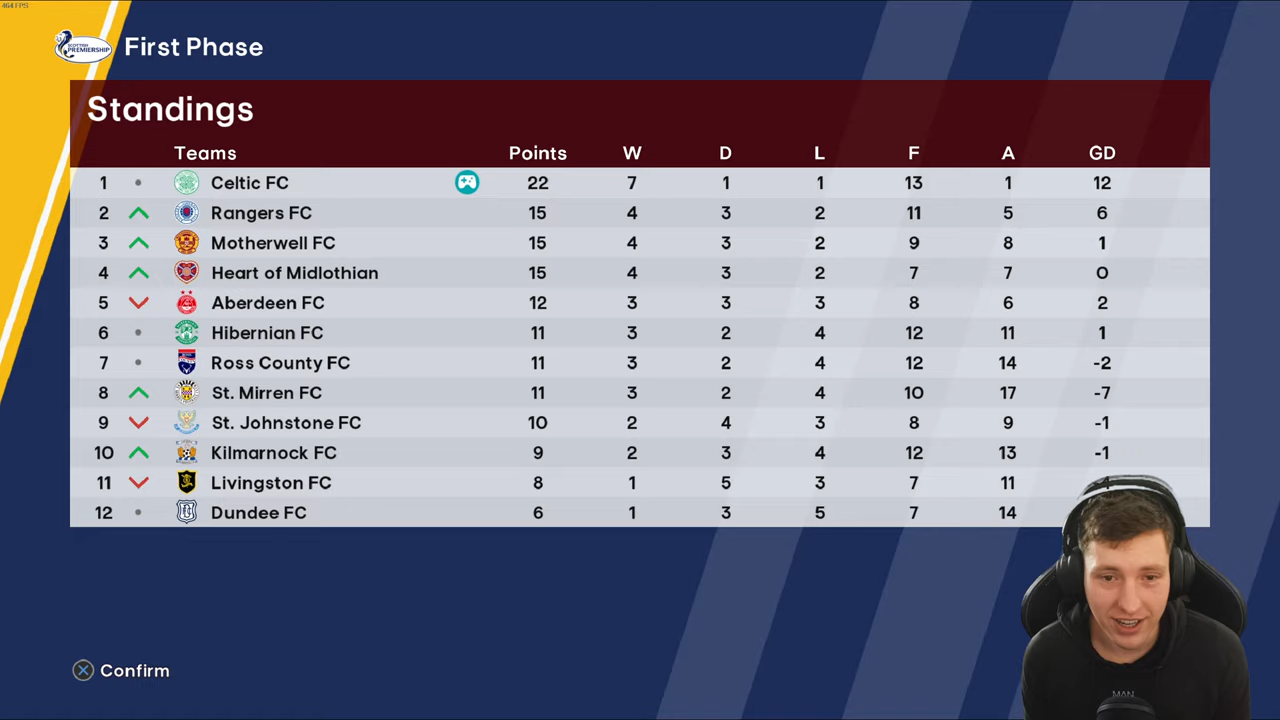 464 FPS
SCOTTISH PREMIERSHIP First Phase
Standings
Teams Points W D L F A GD
1 Celtic FC 22 7 1 1 13 1 12
2 Rangers FC 15 4 3 2 11 5 6
3 Motherwell FC 15 4 3 2 9 8 1
4 Heart of Midlothian 15 4 3 2 7 7 0
5 Aberdeen FC 12 3 3 3 8 6 2
6 Hibernian FC 11 3 2 4 12 11 1
7 Ross County FC 11 3 2 4 12 14 -2
8 St. Mirren FC 11 3 2 4 10 17 -7
9 St. Johnstone FC 10 2 4 3 8 9 -1
10 Kilmarnock FC 9 2 3 4 12 13 -1
11 Livingston FC 8 1 5 3 7 11
12 Dundee FC 6 1 3 5 7 14
Confirm
MAN